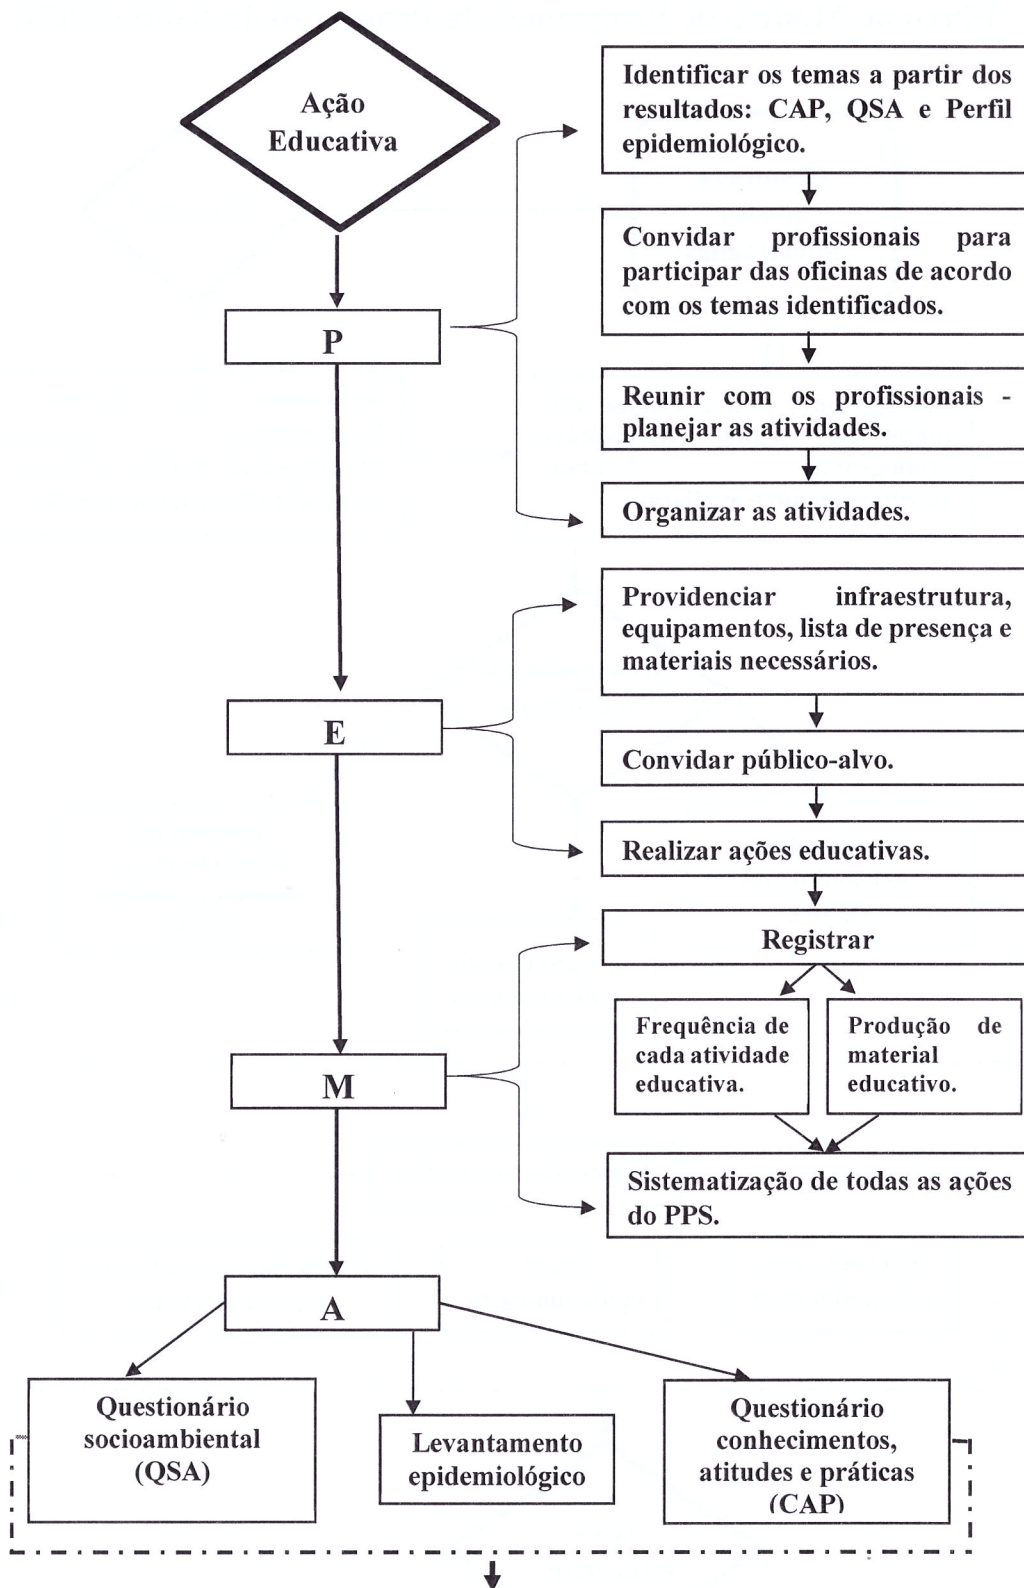 Ação
Educativa
Identificar os temas a partir dos
resultados: CAP, QSA e Perfil
epidemiológico.
Convidar profissionais para
participar das oficinas de acordo
com os temas identificados.
P
Reunir com os profissionais -
planejar as atividades.
Organizar as atividades.
Providenciar infraestrutura,
equipamentos, lista de presença e
materiais necessários.
E
Convidar público-alvo.
Realizar ações educativas.
Registrar
Frequência de
cada atividade
educativa.
Produção de
material
educativo.
M
Sistematização de todas as ações
do PPS.
A
Questionário
socioambiental
(QSA)
Levantamento
epidemiológico
Questionário
conhecimentos,
atitudes e práticas
(CAP)